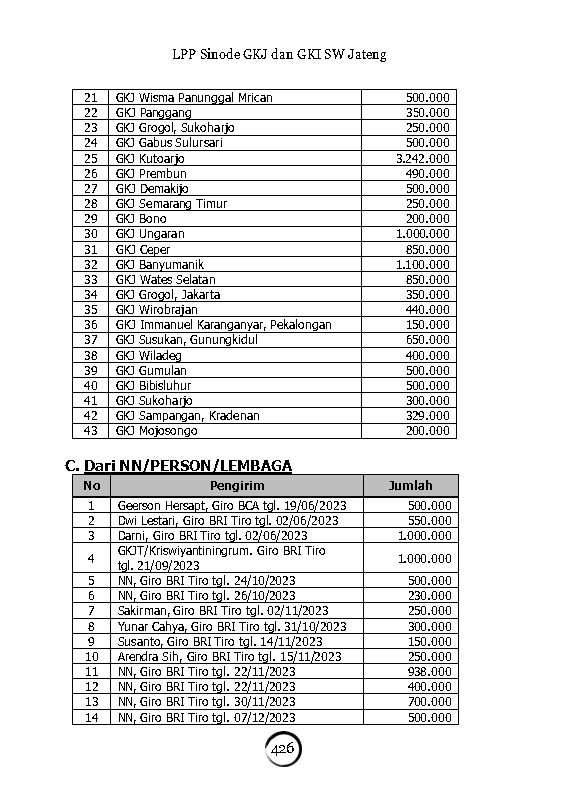 LPP Sinode GKJ dan GKI SW Jateng
21 GKJ Wisma Panunggal Mrican 500.000
22 GKJ Panggang 350.000
23 GKJ Grogol, Sukoharjo 250.000
24 GKJ Gabus Sulursari 500.000
25 GKJ Kutoarjo 3.242.000
26 GKJ Prembun 490.000
27 GKJ Demakijo 500.000
28 GKJ Semarang Timur 250.000
29 GKJ Bono 200.000
30 GKJ Ungaran 1.000.000
31 GKJ Ceper 850.000
32 GKJ Banyumanik 1.100.000
33 GKJ Wates Selatan 850.000
34 GKJ Grogol, Jakarta 350.000
35 GKJ Wirobrajan 440.000
36 GKJ Immanuel Karanganyar, Pekalongan 150.000
37 GKJ Susukan, Gunungkidul 650.000
38 GKJ Wiladeg 400.000
39 GKJ Gumulan 500.000
40 GKJ Bibisluhur 500.000
41 GKJ Sukoharjo 300.000
42 GKJ Sampangan, Kradenan 329.000
43 GKJ Mojosongo 200.000
C. Dari NN/PERSON/LEMBAGA
No Pengirim Jumlah
1 Geerson Hersapt, Giro BCA tgl. 19/06/2023 500.000
2 Dwi Lestari, Giro BRI Tiro tgl. 02/06/2023 550.000
3 Darni, Giro BRI Tiro tgl. 02/06/2023 1.000.000
4 GKJT/Kriswiyantiningrum. Giro BRI Tiro
tgl. 21/09/2023 1.000.000
5 NN, Giro BRI Tiro tgl. 24/10/2023 500.000
6 NN, Giro BRI Tiro tgl. 26/10/2023 230.000
7 Sakirman, Giro BRI Tiro tgl. 02/11/2023 250.000
8 Yunar Cahya, Giro BRI Tiro tgl. 31/10/2023 300.000
9 Susanto, Giro BRI Tiro tgl. 14/11/2023 150.000
10 Arendra Sih, Giro BRI Tiro tgl. 15/11/2023 250.000
11 NN, Giro BRI Tiro tgl. 22/11/2023 938.000
12 NN, Giro BRI Tiro tgl. 22/11/2023 400.000
13 NN, Giro BRI Tiro tgl. 30/11/2023 700.000
14 NN, Giro BRI Tiro tgl. 07/12/2023 500.000
426